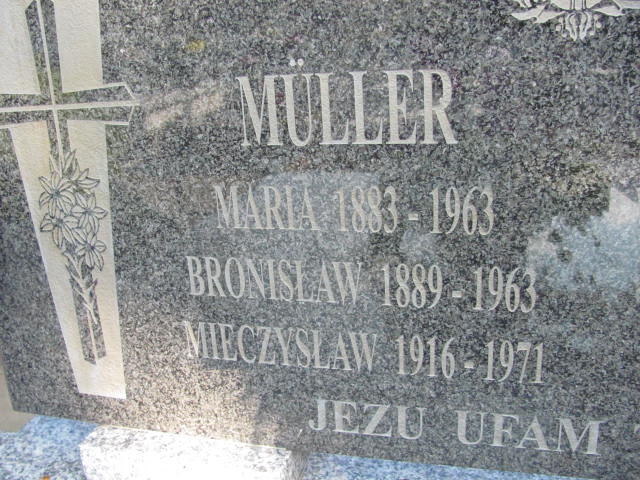 MÜLLER
MARIA 1883 - 1963
BRONISŁAW 1889 - 1963
MIECZYSŁAW 1916 - 1971
JEZU UFAM